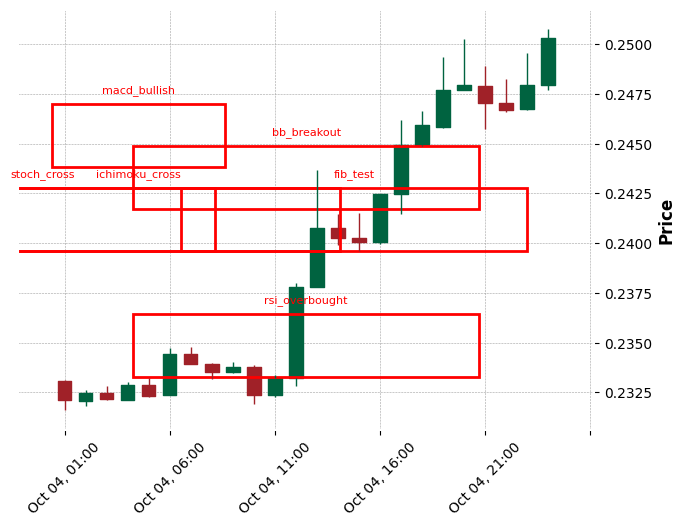 macd_bullish
bb_breakout
stoch_cross
ichimoku_cross
fib_test
rsi_overbought
0.2500
0.2475
0.2450
0.2425
0.2400
0.2375
0.2350
0.2325
Price
Oct 04, 01:00
Oct 04, 06:00
Oct 04, 11:00
Oct 04, 16:00
Oct 04, 21:00